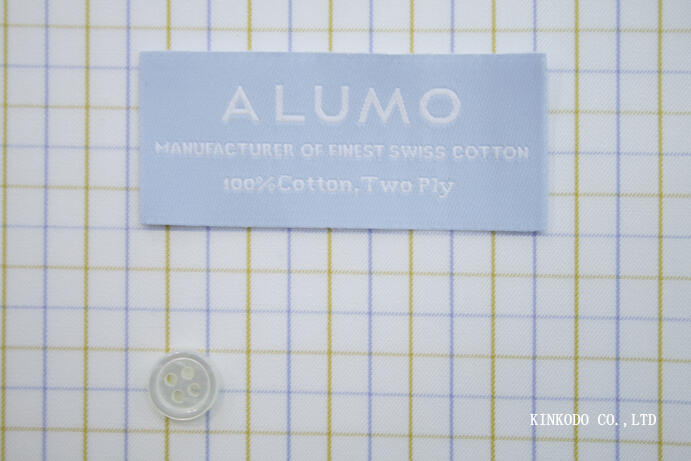 ALUMO
MANUFACTURER OF FINEST SWISS COTTON
100%Cotton, Two Ply
KINKODO CO.,LTD